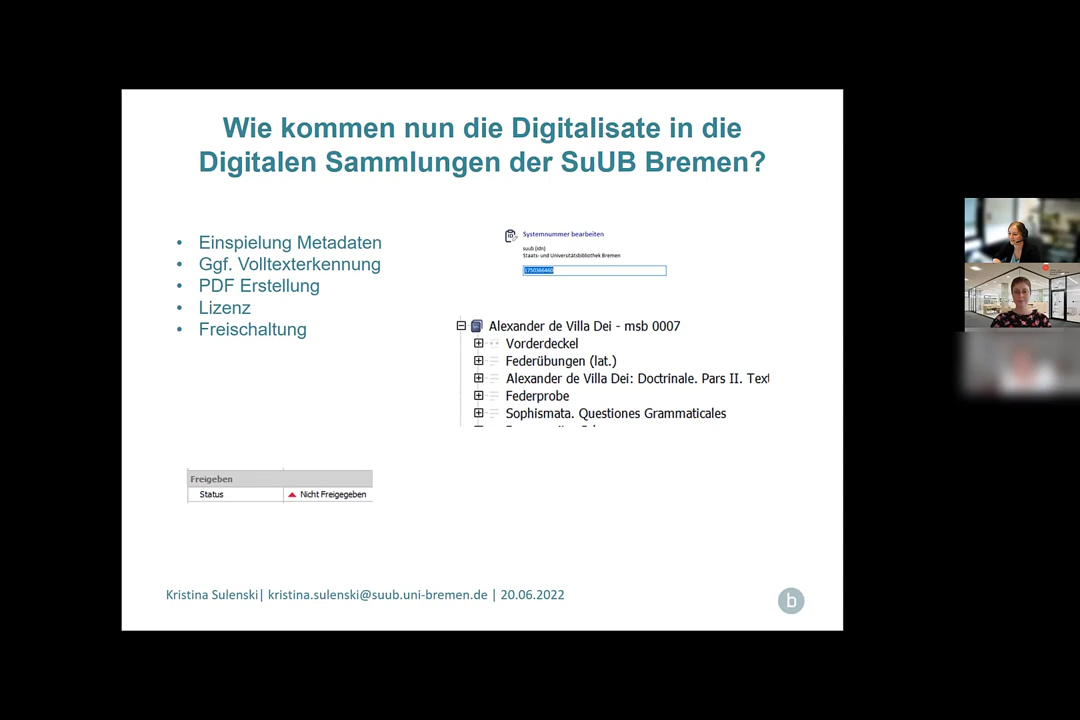 Wie kommen nun die Digitalisate in die
Digitalen Sammlungen der SuUB Bremen?
• Einspielung Metadaten
• Ggf. Volltexterkennung
• PDF Erstellung
• Lizenz
• Freischaltung
Systemnummer bearbeiten
suub (idn)
Staats- und Universitätsbibliothek Bremen
1750366460
Alexander de Villa Dei - msb 0007
Vorderdeckel
Federübungen (lat.)
Alexander de Villa Dei: Doctrinale. Pars II. Text
Federprobe
Sophismata. Questiones Grammaticales
Freigeben
Status Nicht Freigegeben
Kristina Sulenski| kristina.sulenski@suub.uni-bremen.de | 20.06.2022
b